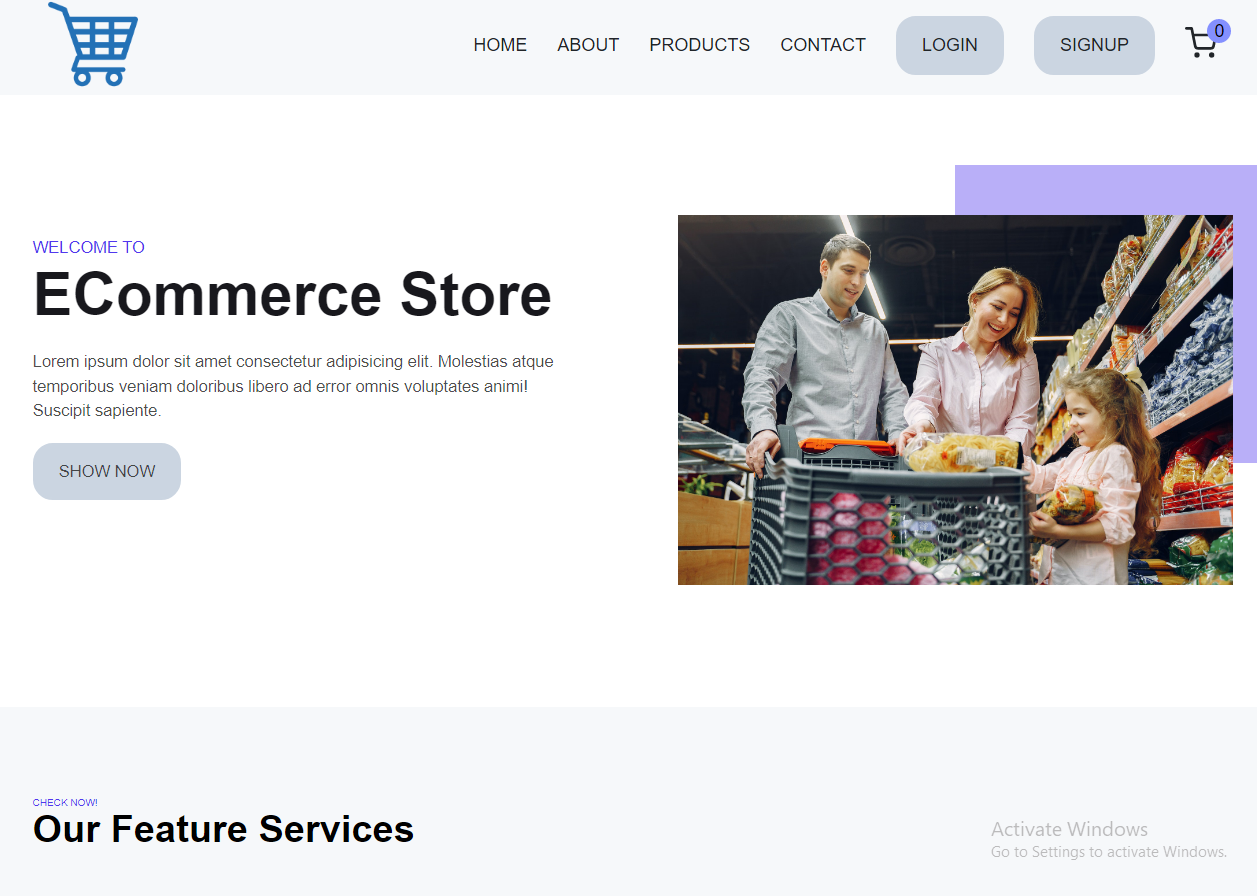 HOME ABOUT PRODUCTS CONTACT LOGIN SIGNUP 0
WELCOME TO
ECommerce Store
Lorem ipsum dolor sit amet consectetur adipisicing elit. Molestias atque
temporibus veniam doloribus libero ad error omnis voluptates animi!
Suscipit sapiente.
SHOW NOW
CHECK NOW!
Our Feature Services
Activate Windows
Go to Settings to activate Windows.